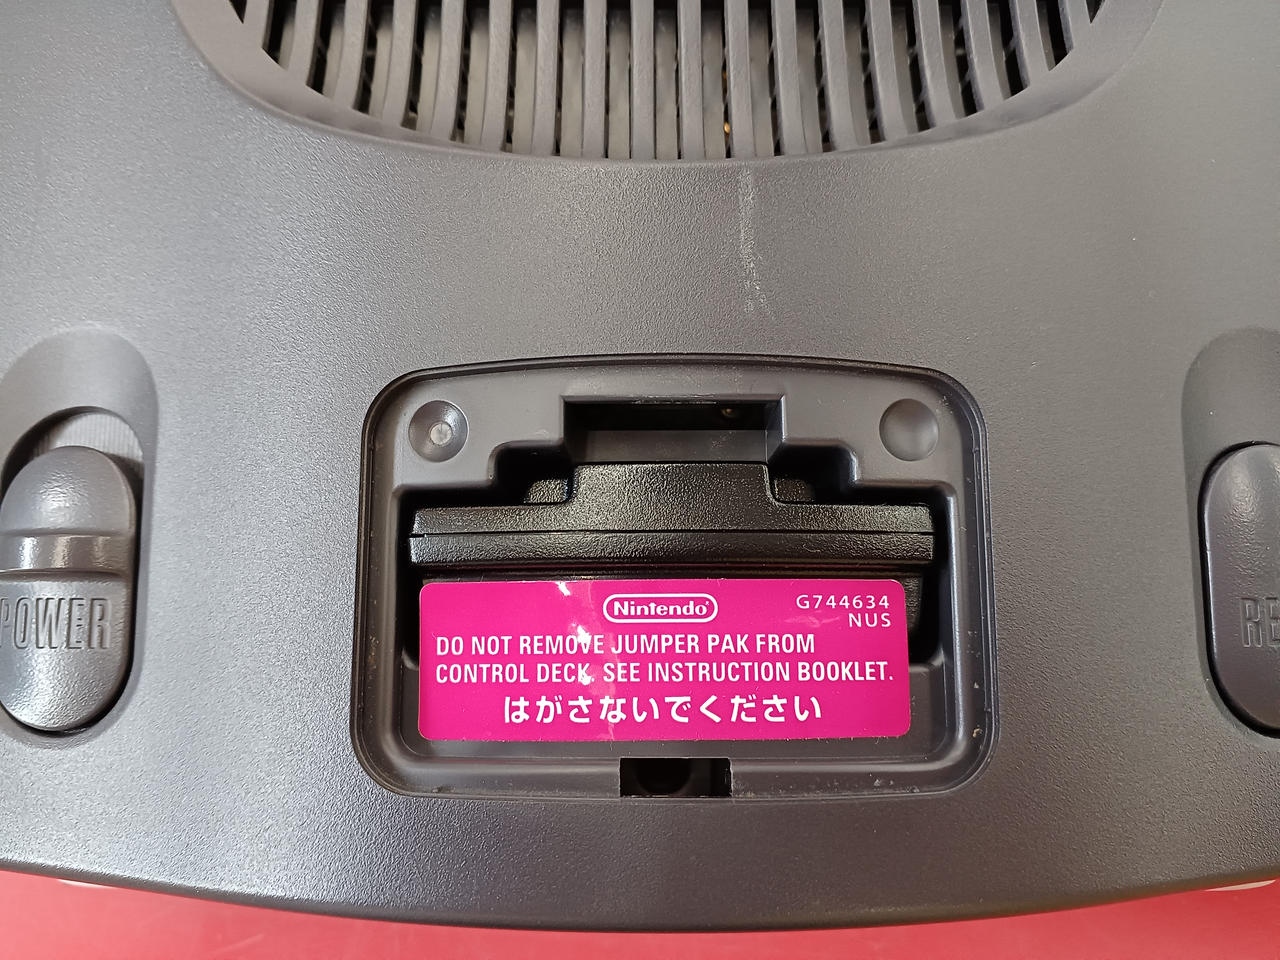 Nintendo
G744634
NUS
DO NOT REMOVE JUMPER PAK FROM
CONTROL DECK. SEE INSTRUCTION BOOKLET.
はがさないでください
POWER